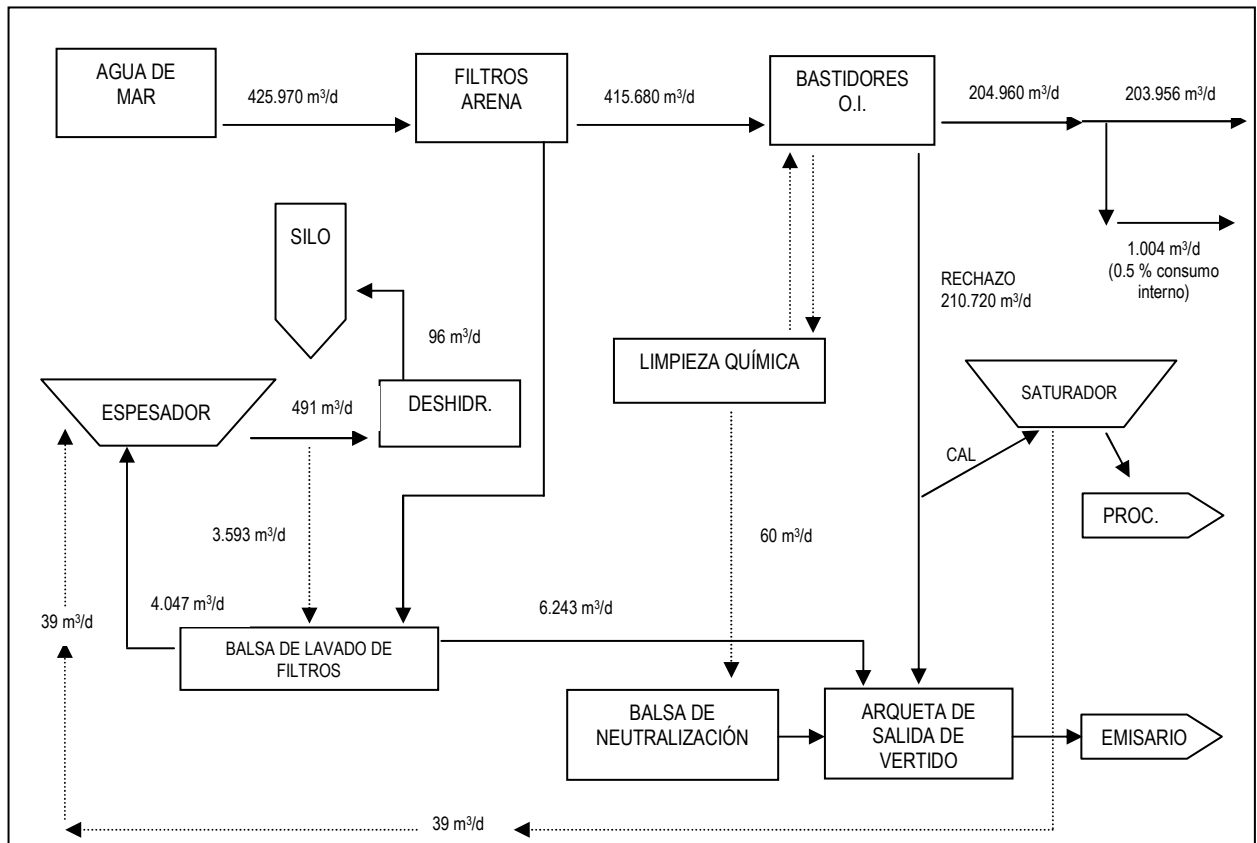 AGUA DE
MAR
425.970 m³/d
FILTROS
ARENA
415.680 m³/d
BASTIDORES
O.I.
204.960 m³/d
203.956 m³/d
1.004 m³/d
(0.5 % consumo
interno)
SILO
RECHAZO
210.720 m³/d
96 m³/d
LIMPIEZA QUÍMICA
ESPESADOR
491 m³/d
DESHIDR.
SATURADOR
CAL
PROC.
3.593 m³/d
60 m³/d
4.047 m³/d
6.243 m³/d
39 m³/d
BALSA DE LAVADO DE
FILTROS
BALSA DE
NEUTRALIZACIÓN
ARQUETA DE
SALIDA DE
VERTIDO
EMISARIO
39 m³/d